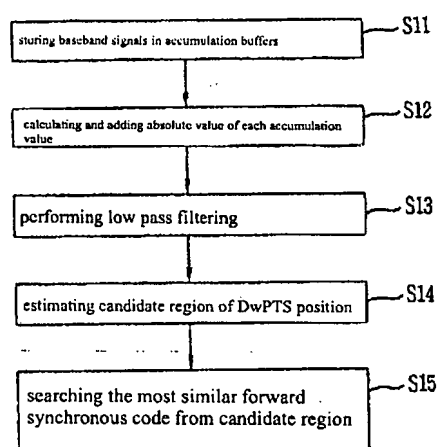 storing baseband signals in accumulation buffers
S11
calculating and adding absolute value of each accumulation
value
S12
performing low pass filtering
S13
estimating candidate region of DwPTS position
S14
searching the most similar forward
synchronous code from candidate region
S15